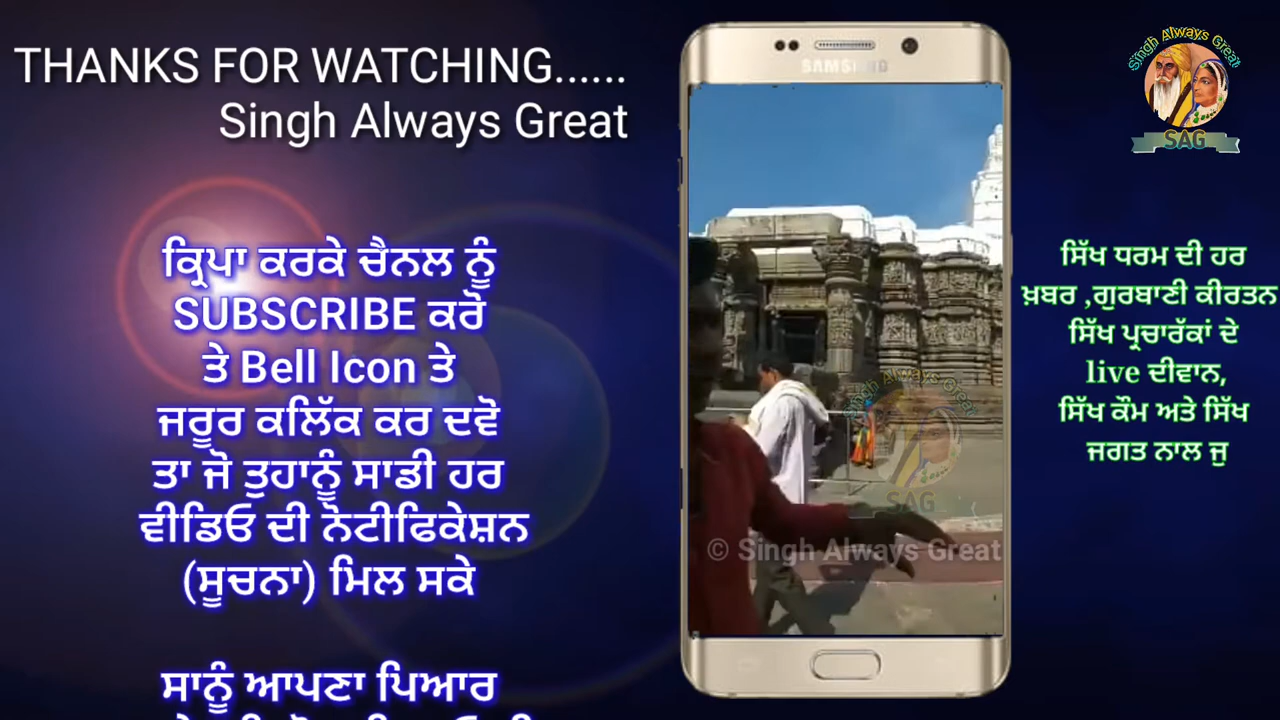 THANKS FOR WATCHING......
Singh Always Great
ਕ੍ਰਿਪਾ ਕਰਕੇ ਚੈਨਲ ਨੂੰ
SUBSCRIBE ਕਰੋ
ਤੇ Bell Icon ਤੇ
ਜਰੂਰ ਕਲਿੱਕ ਕਰ ਦਵੋ
ਤਾ ਜੋ ਤੁਹਾਨੂੰ ਸਾਡੀ ਹਰ
ਵੀਡਿਓ ਦੀ ਨੋਟੀਫਿਕੇਸ਼ਨ
(ਸੂਚਨਾ) ਮਿਲ ਸਕੇ
ਸਾਨੂੰ ਆਪਣਾ ਪਿਆਰ
SAMSUNG
Singh Always Great
SAG
© Singh Always Great
Singh Always Great
SAG
ਸਿੱਖ ਧਰਮ ਦੀ ਹਰ
ਖ਼ਬਰ ,ਗੁਰਬਾਣੀ ਕੀਰਤਨ
ਸਿੱਖ ਪ੍ਰਚਾਰੱਕਾਂ ਦੇ
live ਦੀਵਾਨ,
ਸਿੱਖ ਕੌਮ ਅਤੇ ਸਿੱਖ
ਜਗਤ ਨਾਲ ਜੁ